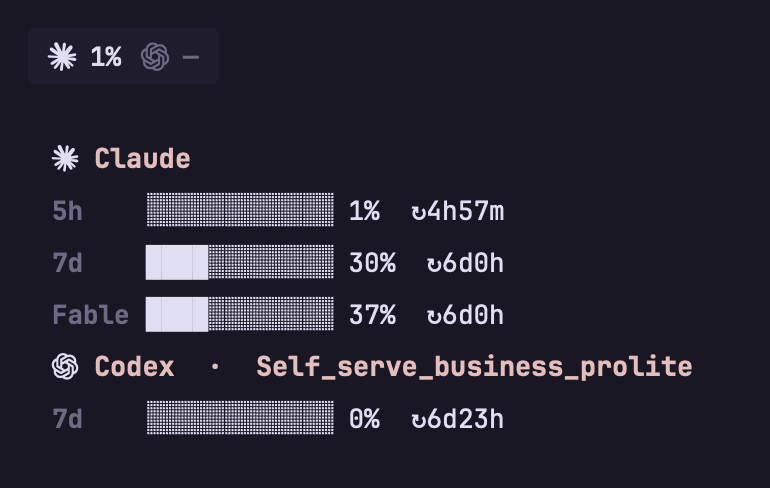 1% —
Claude
5h 1% ↻4h57m
7d 30% ↻6d0h
Fable 37% ↻6d0h
Codex · Self_serve_business_prolite
7d 0% ↻6d23h